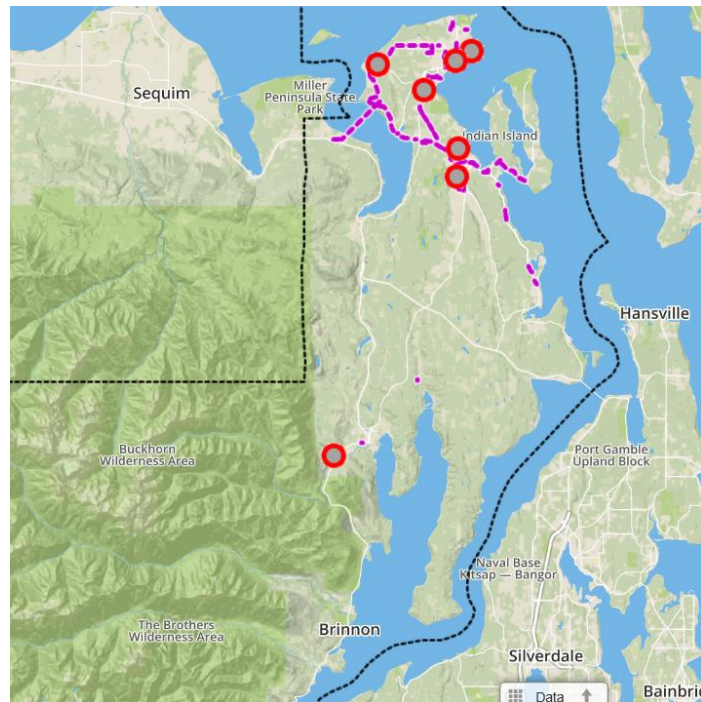 Sequim
Miller
Peninsula State
Park
Indian Island
Hansville
Buckhorn
Wilderness Area
Port Gamble
Upland Block
Naval Base
Kitsap — Bangor
The Brothers
Wilderness Area
Brinnon
Silverdale
Data
Bainbri